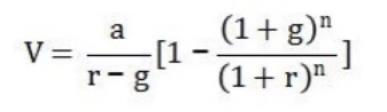 V = a / (r − g) [1 − (1 + g)ⁿ / (1 + r)ⁿ]